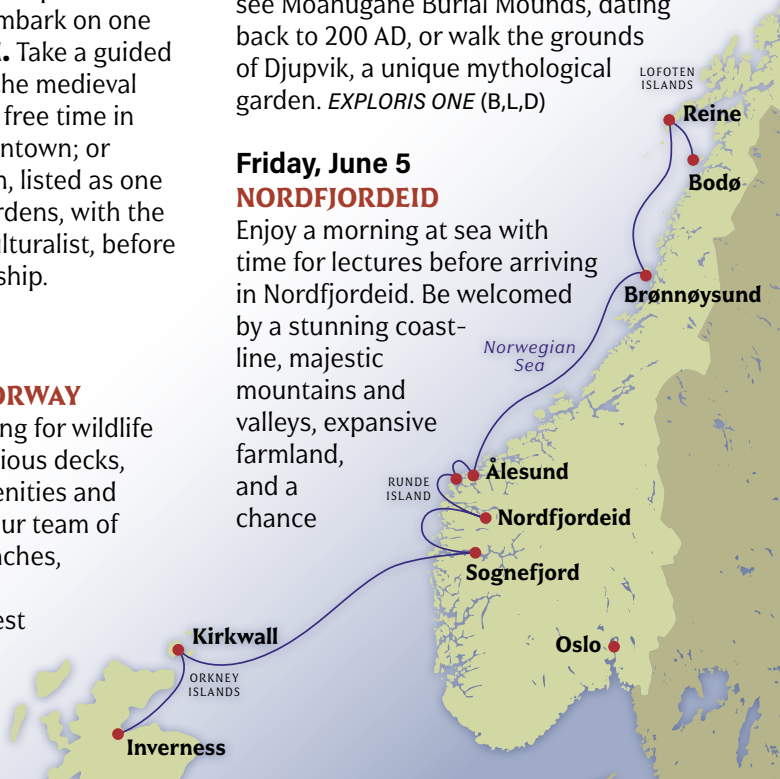 mbark on one
Take a guided
he medieval
free time in
ntown; or
n, listed as one
rdens, with the
lturalist, before
ship.
ORWAY
ng for wildlife
ious decks,
enities and
ur team of
ches,
est
see Moahugane Burial Mounds, dating
back to 200 AD, or walk the grounds
of Djupvik, a unique mythological
garden. EXPLORIS ONE (B,L,D)
Friday, June 5
NORDFJORDEID
Enjoy a morning at sea with
time for lectures before arriving
in Nordfjordeid. Be welcomed
by a stunning coast-
line, majestic
mountains and
valleys, expansive
farmland,
and a
chance
LOFOTEN
ISLANDS
Reine
Bodø
Brønnøysund
Norwegian
Sea
Ålesund
RUNDE
ISLAND
Nordfjordeid
Sognefjord
Oslo
Kirkwall
ORKNEY
ISLANDS
Inverness